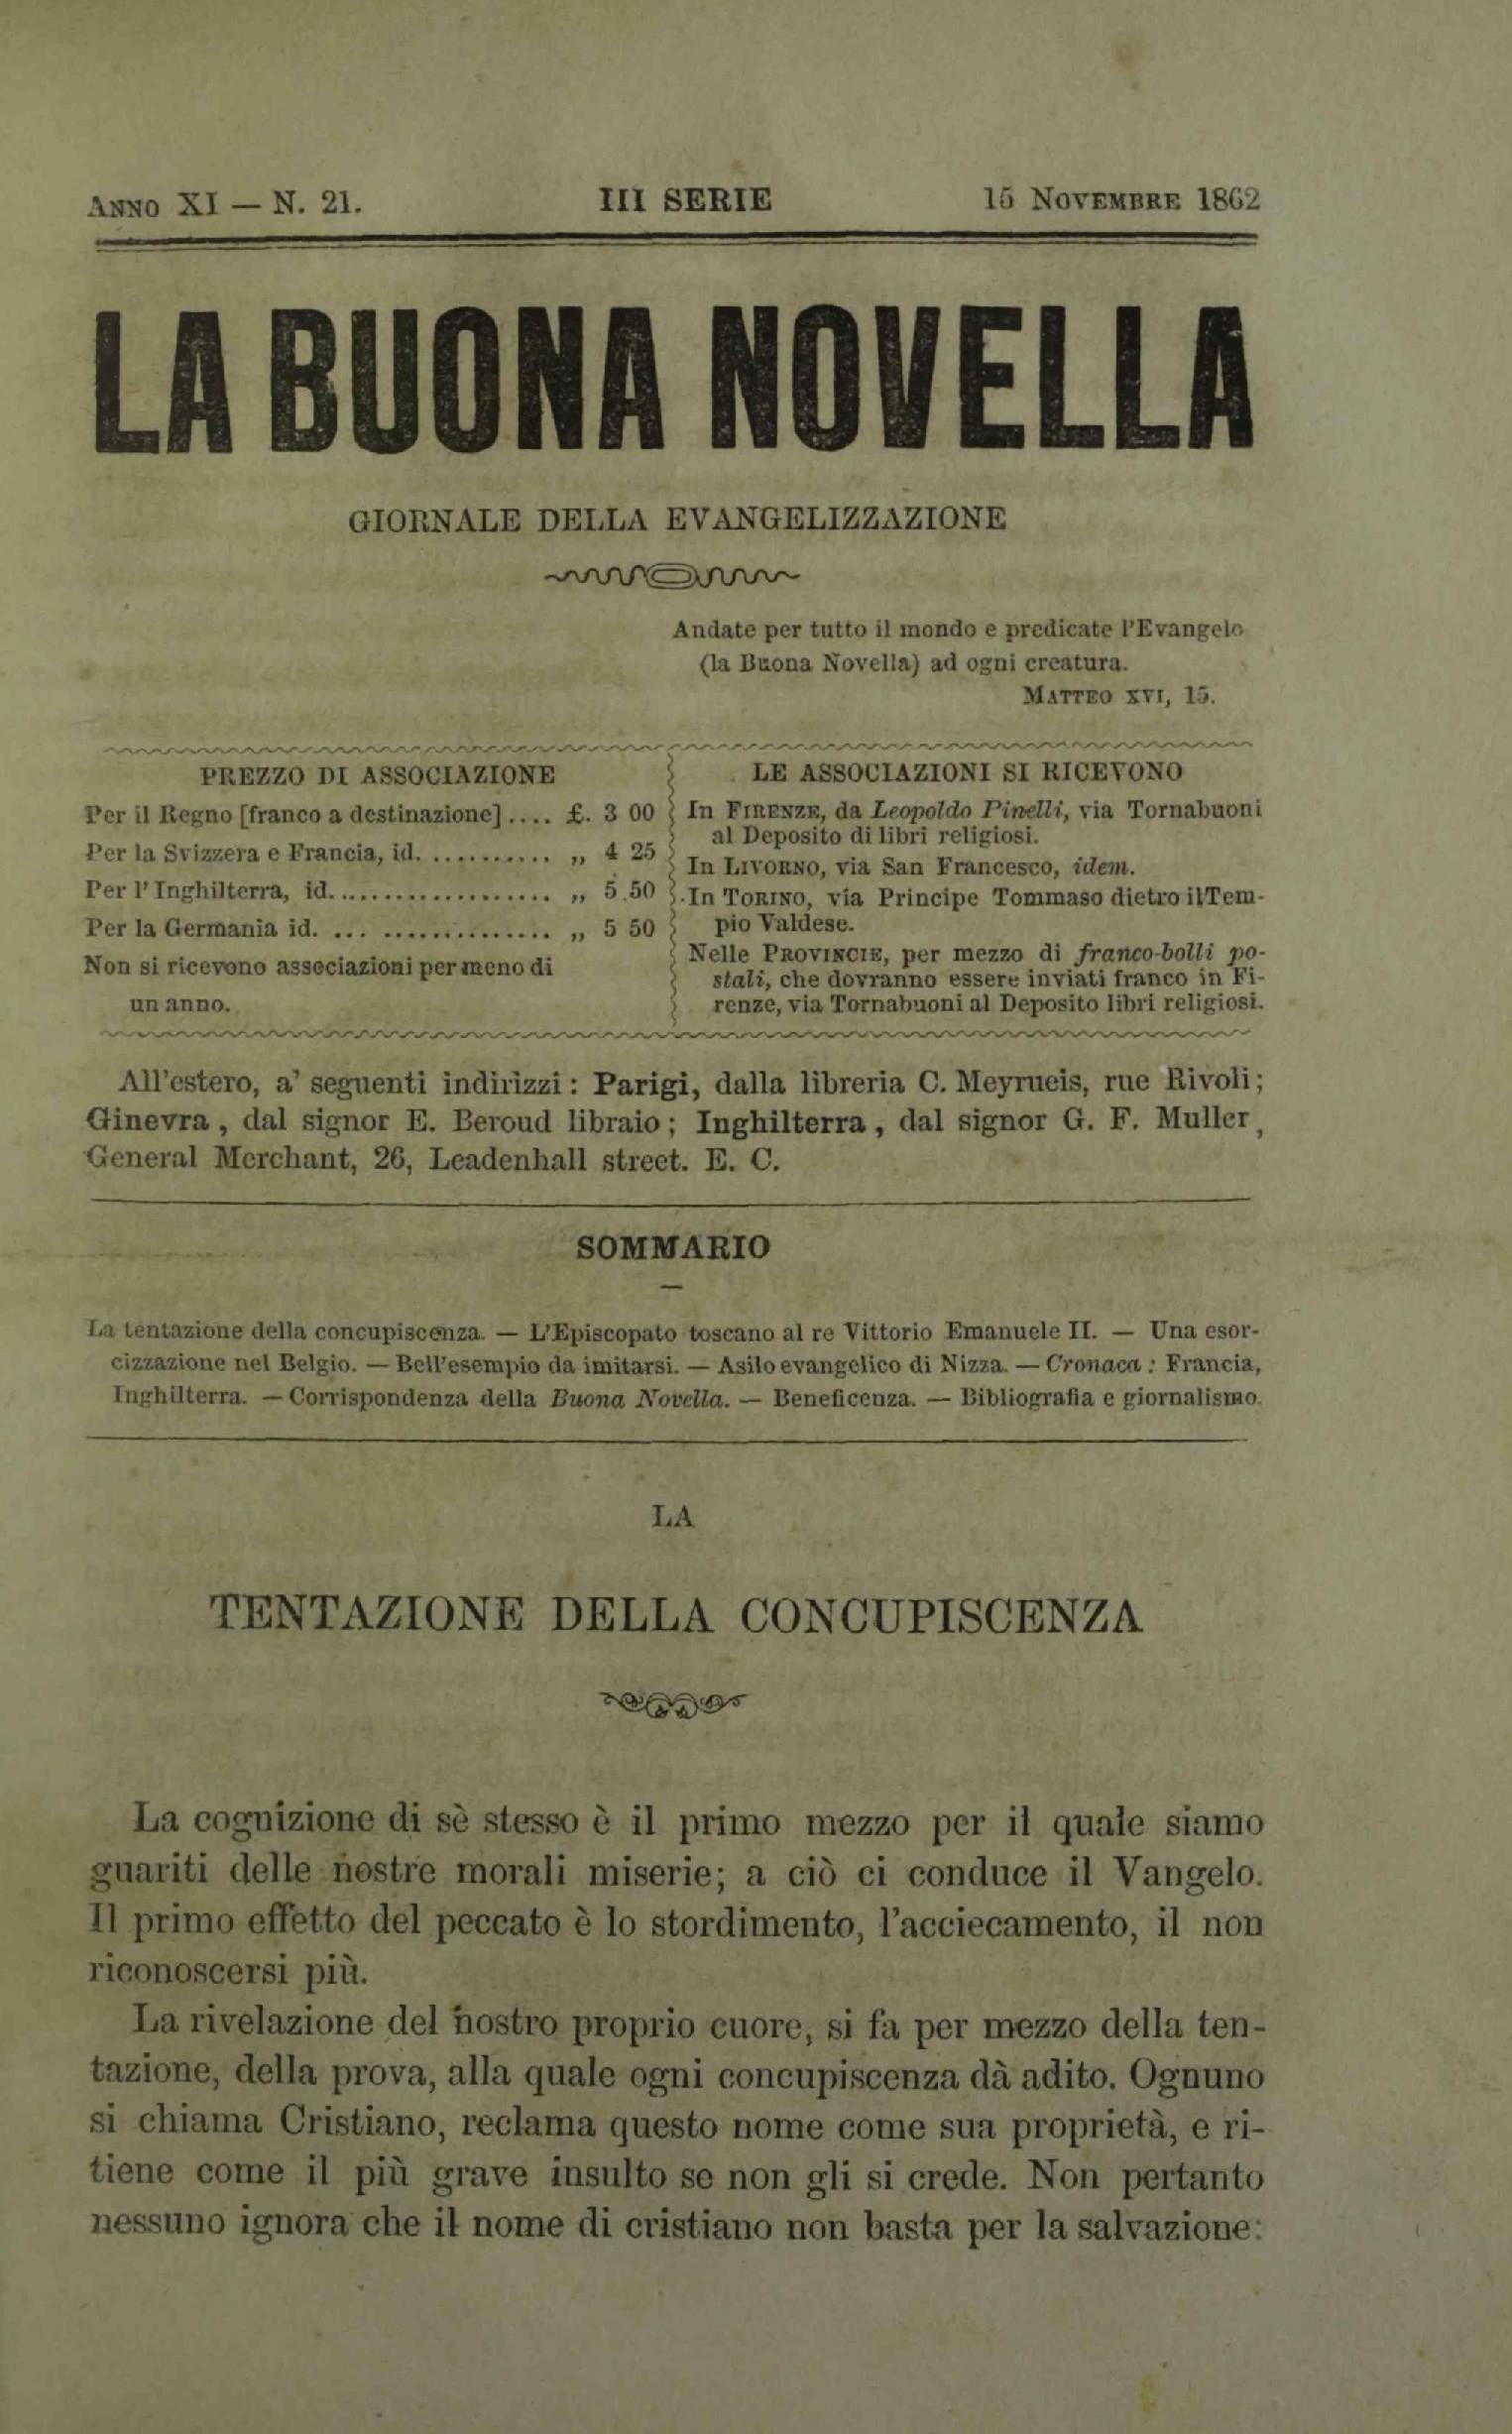 ANNO XI — N. 21.
III SERIE
15 NOVEMBRE 1862
LA BUONA NOVELLA
GIORNALE DELLA EVANGELIZZAZIONE
Andate per tutto il mondo e predicate l'Evangelo
(la Buona Novella) ad ogni creatura.
MATTEO XVI, 15.
PREZZO DI ASSOCIAZIONE
Per il Regno [franco a destinazione].... £. 3 00
Per la Svizzera e Francia, id. ........... ,, 4 25
Per l'Inghilterra, id.................... ,, 5 50
Per la Germania id. ... ............... ,, 5 50
Non si ricevono associazioni per meno di
un anno.
LE ASSOCIAZIONI SI RICEVONO
In FIRENZE, da Leopoldo Pinelli, via Tornabuoni
al Deposito di libri religiosi.
In LIVORNO, via San Francesco, idem.
In TORINO, via Principe Tommaso dietro il Tem-
pio Valdese.
Nelle PROVINCIE, per mezzo di franco-bolli po-
stali, che dovranno essere inviati franco in Fi-
renze, via Tornabuoni al Deposito libri religiosi.
All'estero, a' seguenti indirizzi : Parigi, dalla libreria C. Meyrueis, rue Rivoli;
Ginevra , dal signor E. Beroud libraio ; Inghilterra , dal signor G. F. Muller ,
General Merchant, 26, Leadenhall street. E. C.
SOMMARIO
—
La tentazione della concupiscenza. — L'Episcopato toscano al re Vittorio Emanuele II. — Una esor-
cizzazione nel Belgio. — Bell'esempio da imitarsi. — Asilo evangelico di Nizza. — Cronaca : Francia,
Inghilterra. — Corrispondenza della Buona Novella. — Beneficenza. — Bibliografia e giornalismo.
LA
TENTAZIONE DELLA CONCUPISCENZA
La cognizione di sè stesso è il primo mezzo per il quale siamo
guariti delle nostre morali miserie; a ciò ci conduce il Vangelo.
Il primo effetto del peccato è lo stordimento, l'acciecamento, il non
riconoscersi più.
La rivelazione del nostro proprio cuore, si fa per mezzo della ten-
tazione, della prova, alla quale ogni concupiscenza dà adito. Ognuno
si chiama Cristiano, reclama questo nome come sua proprietà, e ri-
tiene come il più grave insulto se non gli si crede. Non pertanto
nessuno ignora che il nome di cristiano non basta per la salvazione: